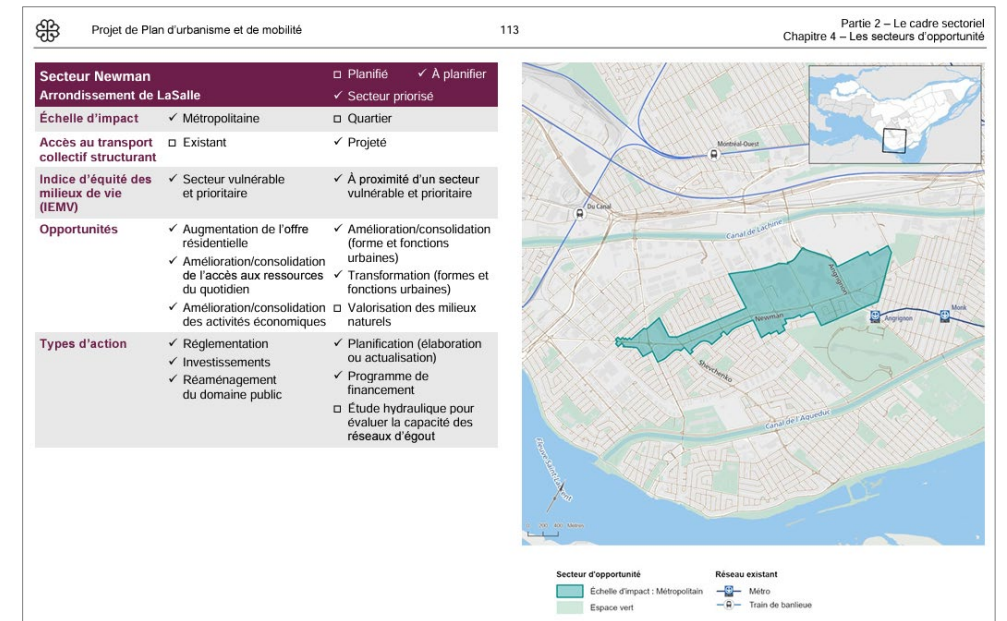 Projet de Plan d'urbanisme et de mobilité
113
Partie 2 – Le cadre sectoriel
Chapitre 4 – Les secteurs d'opportunité
Secteur Newman
□ Planifié ✓ À planifier
Arrondissement de LaSalle
✓ Secteur priorisé
Échelle d'impact
✓ Métropolitaine
□ Quartier
Accès au transport
collectif structurant
□ Existant
✓ Projeté
Indice d'équité des
milieux de vie
(IEMV)
✓ Secteur vulnérable
et prioritaire
✓ À proximité d'un secteur
vulnérable et prioritaire
Opportunités
✓ Augmentation de l'offre
résidentielle
✓ Amélioration/consolidation
de l'accès aux ressources
du quotidien
✓ Amélioration/consolidation
des activités économiques
✓ Amélioration/consolidation
(forme et fonctions
urbaines)
✓ Transformation (formes et
fonctions urbaines)
□ Valorisation des milieux
naturels
Types d'action
✓ Réglementation
✓ Investissements
✓ Réaménagement
du domaine public
✓ Planification (élaboration
ou actualisation)
✓ Programme de
financement
□ Étude hydraulique pour
évaluer la capacité des
réseaux d'égout
Montréal-Ouest
Du Canal
Canal de Lachine
Angrignon
Newman
Angrignon
Monk
Shevchenko
Canal de l'Aqueduc
Fleuve Saint-Laurent
Secteur d'opportunité
Échelle d'impact : Métropolitain
Espace vert
Réseau existant
Métro
Train de banlieue